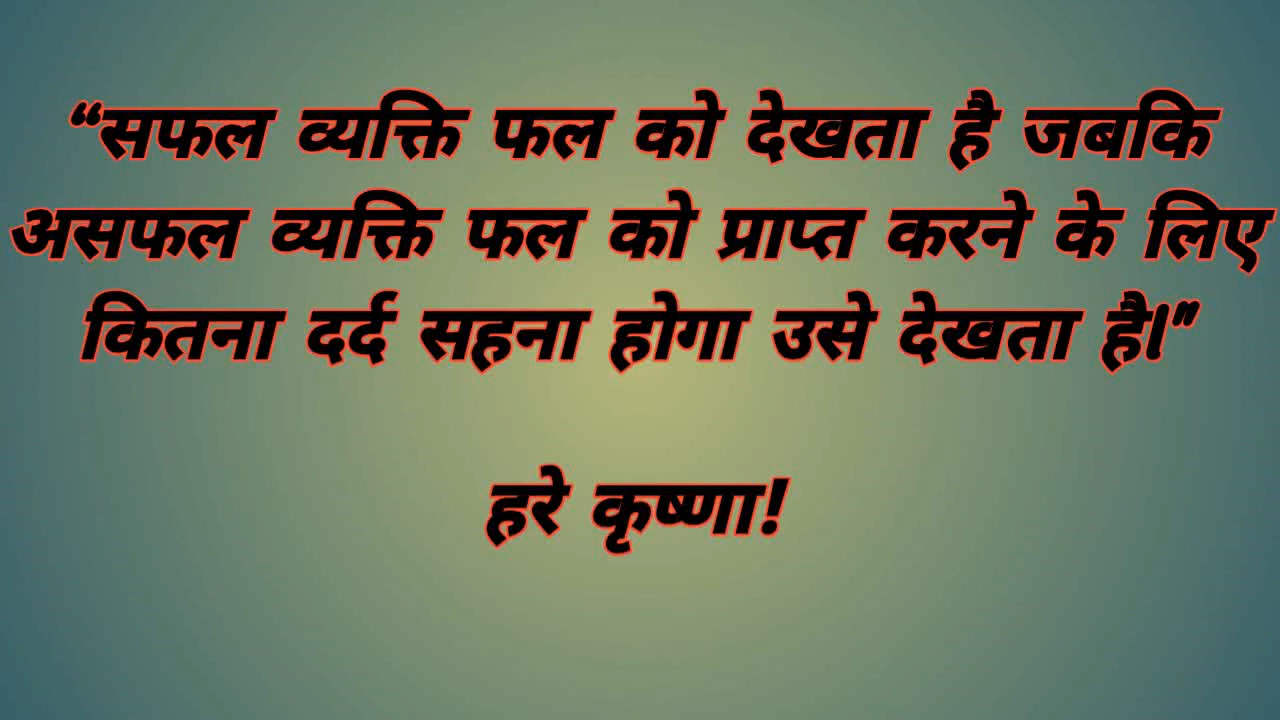 “सफल व्यक्ति फल को देखता है जबकि
असफल व्यक्ति फल को प्राप्त करने के लिए
कितना दर्द सहना होगा उसे देखता है।”
हरे कृष्णा!